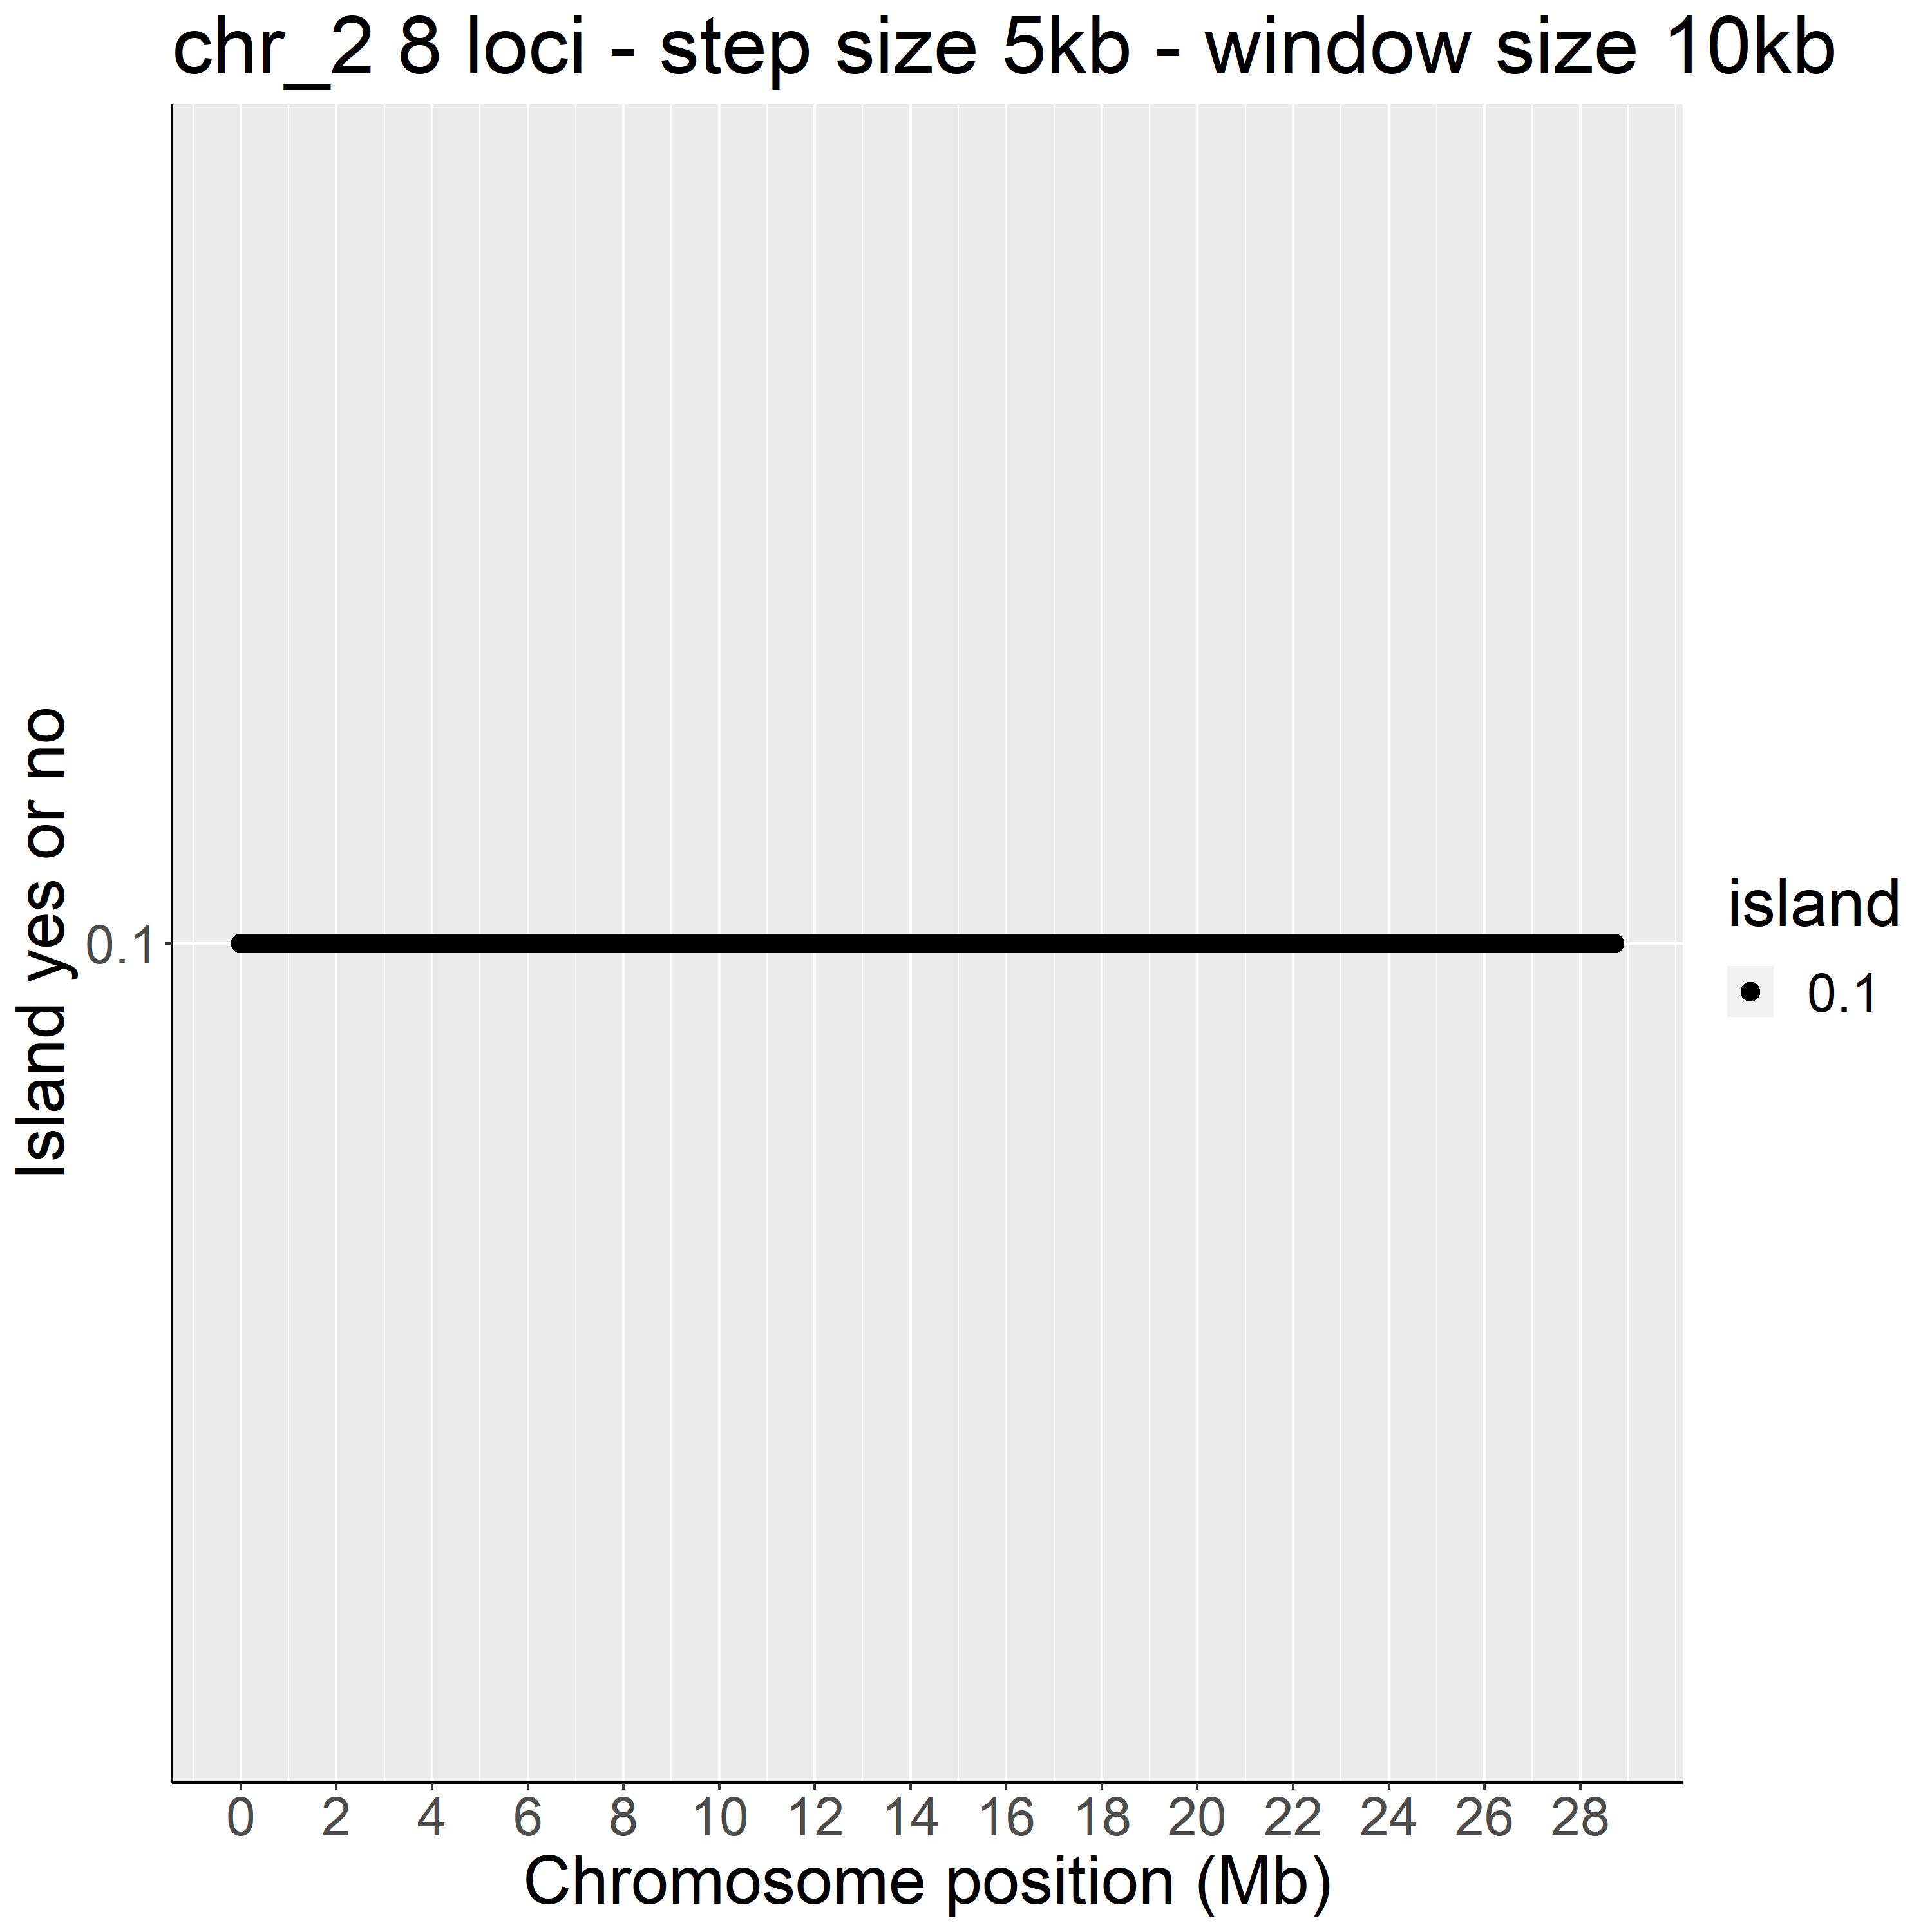 chr_2 8 loci - step size 5kb - window size 10kb
Island yes or no
0.1
island
0.1
0 2 4 6 8 10 12 14 16 18 20 22 24 26 28
Chromosome position (Mb)